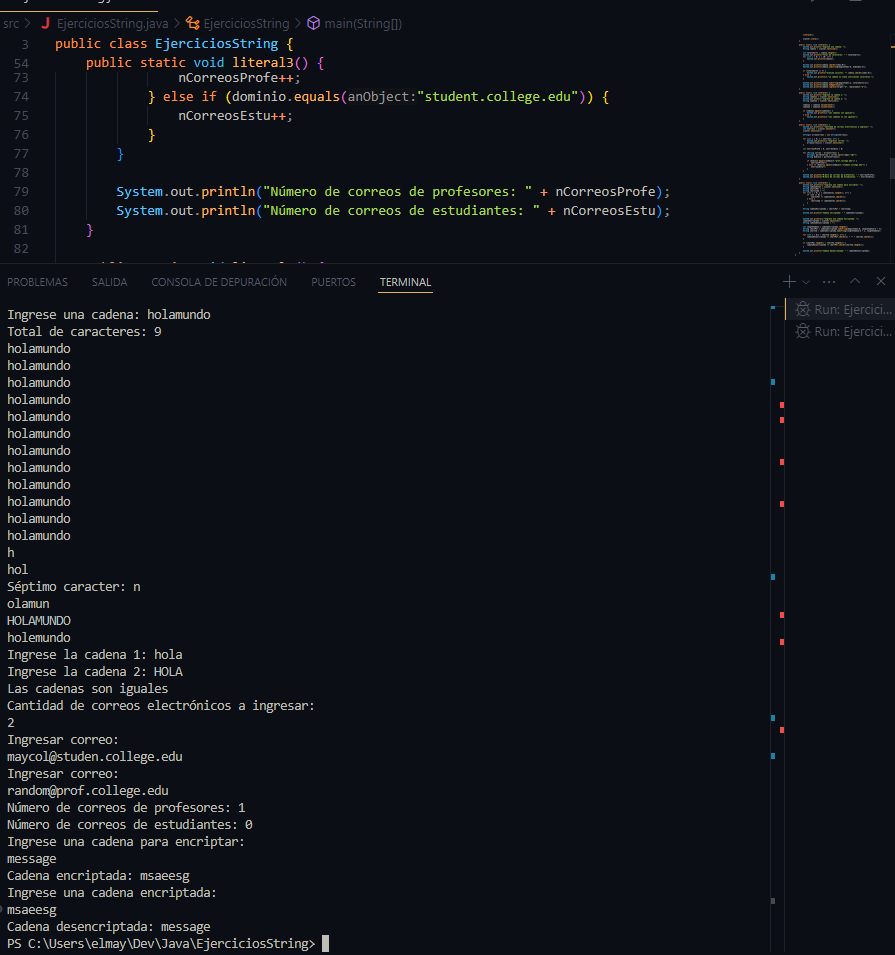 src > J EjerciciosString.java > EjerciciosString > main(String[])
3 public class EjerciciosString {
54 public static void literal3() {
73 nCorreosProfe++;
74 } else if (dominio.equals(anObject:"student.college.edu")) {
75 nCorreosEstu++;
76 }
77 }
78
79 System.out.println("Número de correos de profesores: " + nCorreosProfe);
80 System.out.println("Número de correos de estudiantes: " + nCorreosEstu);
81 }
82
PROBLEMAS SALIDA CONSOLA DE DEPURACIÓN PUERTOS TERMINAL
Run: Ejercici...
Run: Ejercici...
Ingrese una cadena: holamundo
Total de caracteres: 9
holamundo
holamundo
holamundo
holamundo
holamundo
holamundo
holamundo
holamundo
holamundo
holamundo
holamundo
holamundo
h
hol
Séptimo caracter: n
olamun
HOLAMUNDO
holemundo
Ingrese la cadena 1: hola
Ingrese la cadena 2: HOLA
Las cadenas son iguales
Cantidad de correos electrónicos a ingresar:
2
Ingresar correo:
maycol@studen.college.edu
Ingresar correo:
random@prof.college.edu
Número de correos de profesores: 1
Número de correos de estudiantes: 0
Ingrese una cadena para encriptar:
message
Cadena encriptada: msaeesg
Ingrese una cadena encriptada:
msaeesg
Cadena desencriptada: message
PS C:\Users\elmay\Dev\Java\EjerciciosString>